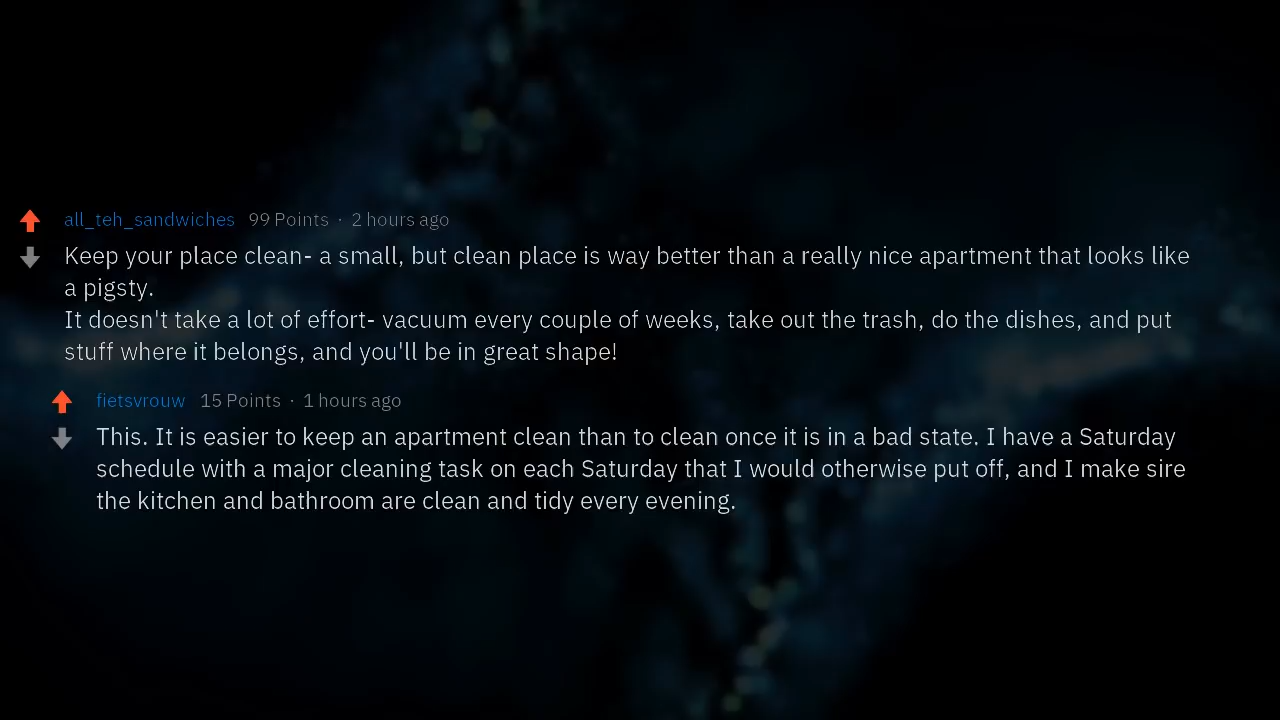 all_teh_sandwiches 99 Points · 2 hours ago
Keep your place clean- a small, but clean place is way better than a really nice apartment that looks like
a pigsty.
It doesn't take a lot of effort- vacuum every couple of weeks, take out the trash, do the dishes, and put
stuff where it belongs, and you'll be in great shape!
fietsvrouw 15 Points · 1 hours ago
This. It is easier to keep an apartment clean than to clean once it is in a bad state. I have a Saturday
schedule with a major cleaning task on each Saturday that I would otherwise put off, and I make sire
the kitchen and bathroom are clean and tidy every evening.